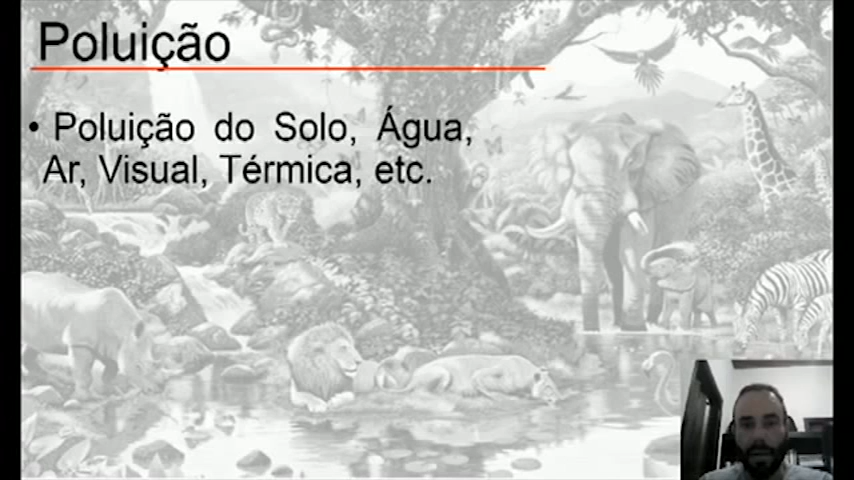 Poluição
• Poluição do Solo, Água,
Ar, Visual, Térmica, etc.